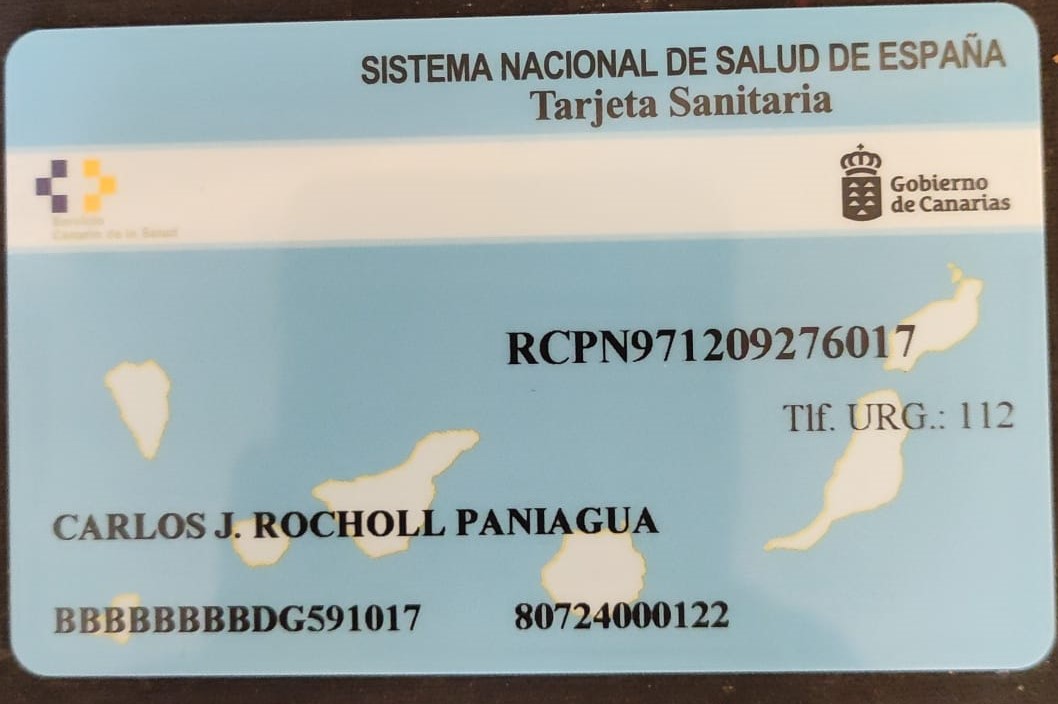 SISTEMA NACIONAL DE SALUD DE ESPAÑA
Tarjeta Sanitaria
Servicio
Canario de la Salud
Gobierno
de Canarias
RCPN971209276017
Tlf. URG.: 112
CARLOS J. ROCHOLL PANIAGUA
BBBBBBBBDG591017 80724000122